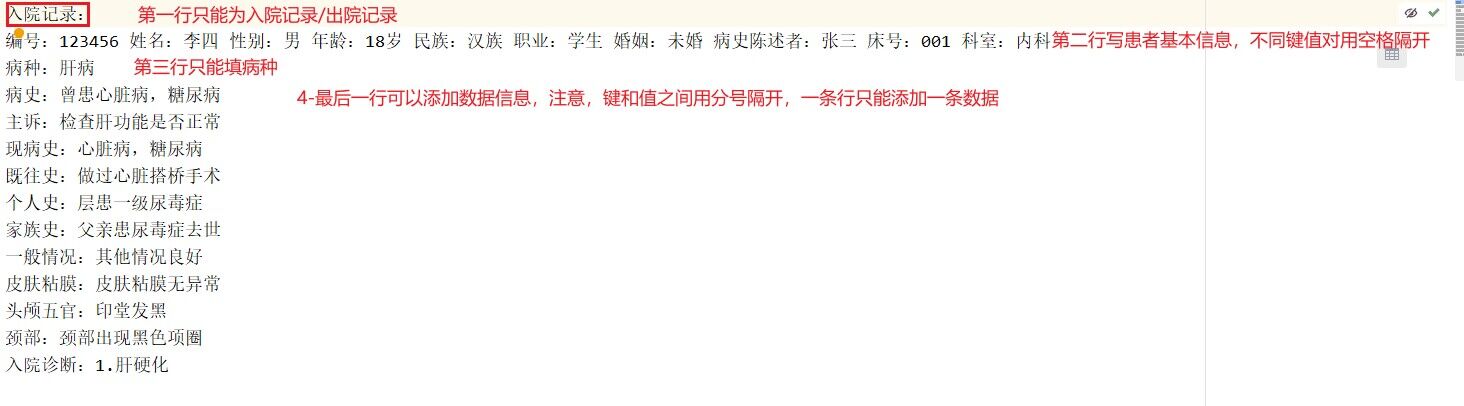 入院记录: 第一行只能为入院记录/出院记录
编号: 123456 姓名: 李四 性别: 男 年龄: 18岁 民族: 汉族 职业: 学生 婚姻: 未婚 病史陈述者: 张三 床号: 001 科室: 内科第二行写患者基本信息，不同键值对用空格隔开
病种: 肝病 第三行只能填病种
病史: 曾患心脏病, 糖尿病 4-最后一行可以添加数据信息，注意，键和值之间用分号隔开，一条行只能添加一条数据
主诉: 检查肝功能是否正常
现病史: 心脏病, 糖尿病
既往史: 做过心脏搭桥手术
个人史: 层患一级尿毒症
家族史: 父亲患尿毒症去世
一般情况: 其他情况良好
皮肤粘膜: 皮肤粘膜无异常
头颅五官: 印堂发黑
颈部: 颈部出现黑色项圈
入院诊断: 1.肝硬化